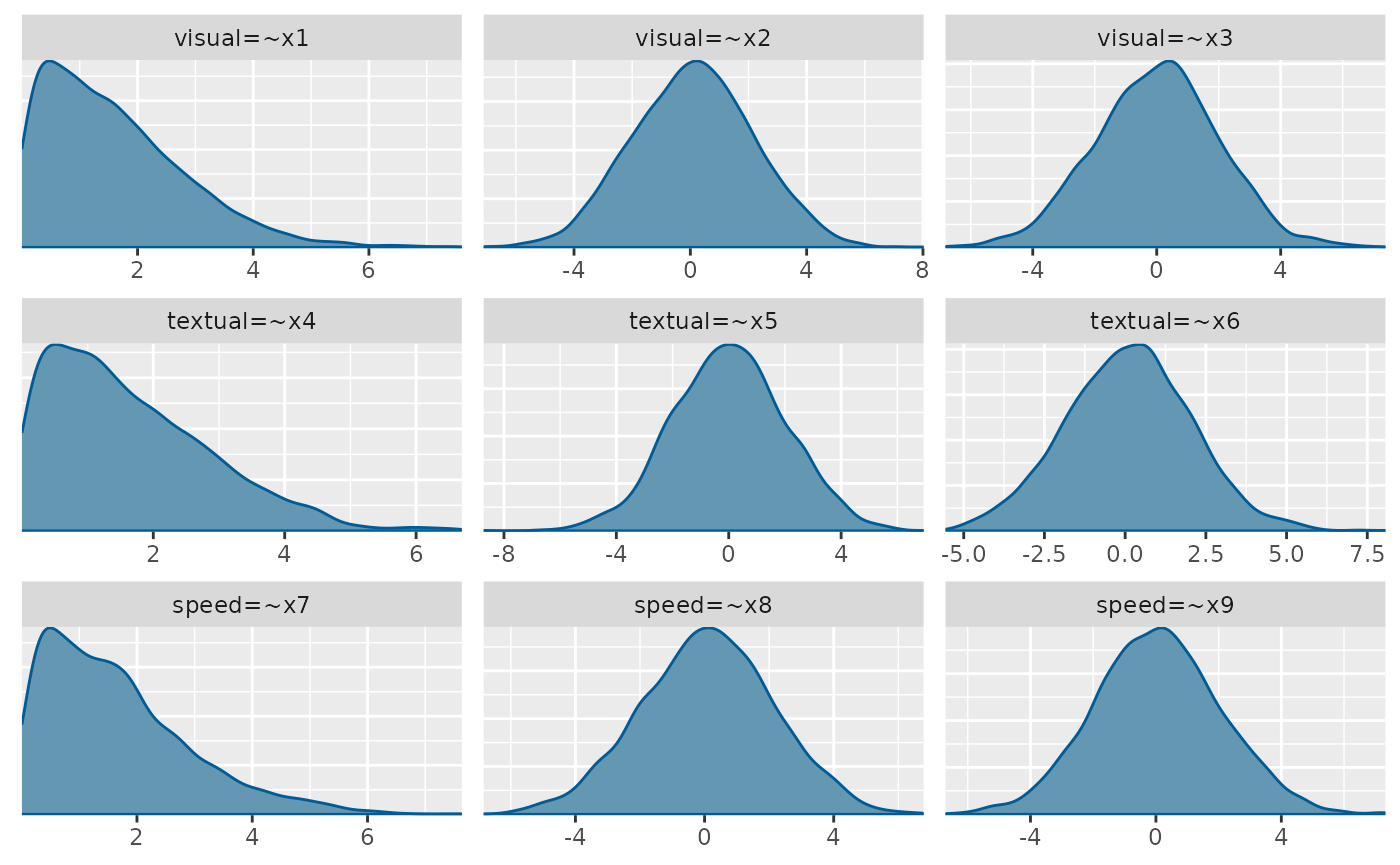 visual=~x1 visual=~x2 visual=~x3
2 4 6 -4 0 4 8 -4 0 4
textual=~x4 textual=~x5 textual=~x6
2 4 6 -8 -4 0 4 -5.0 -2.5 0.0 2.5 5.0 7.5
speed=~x7 speed=~x8 speed=~x9
2 4 6 -4 0 4 -4 0 4